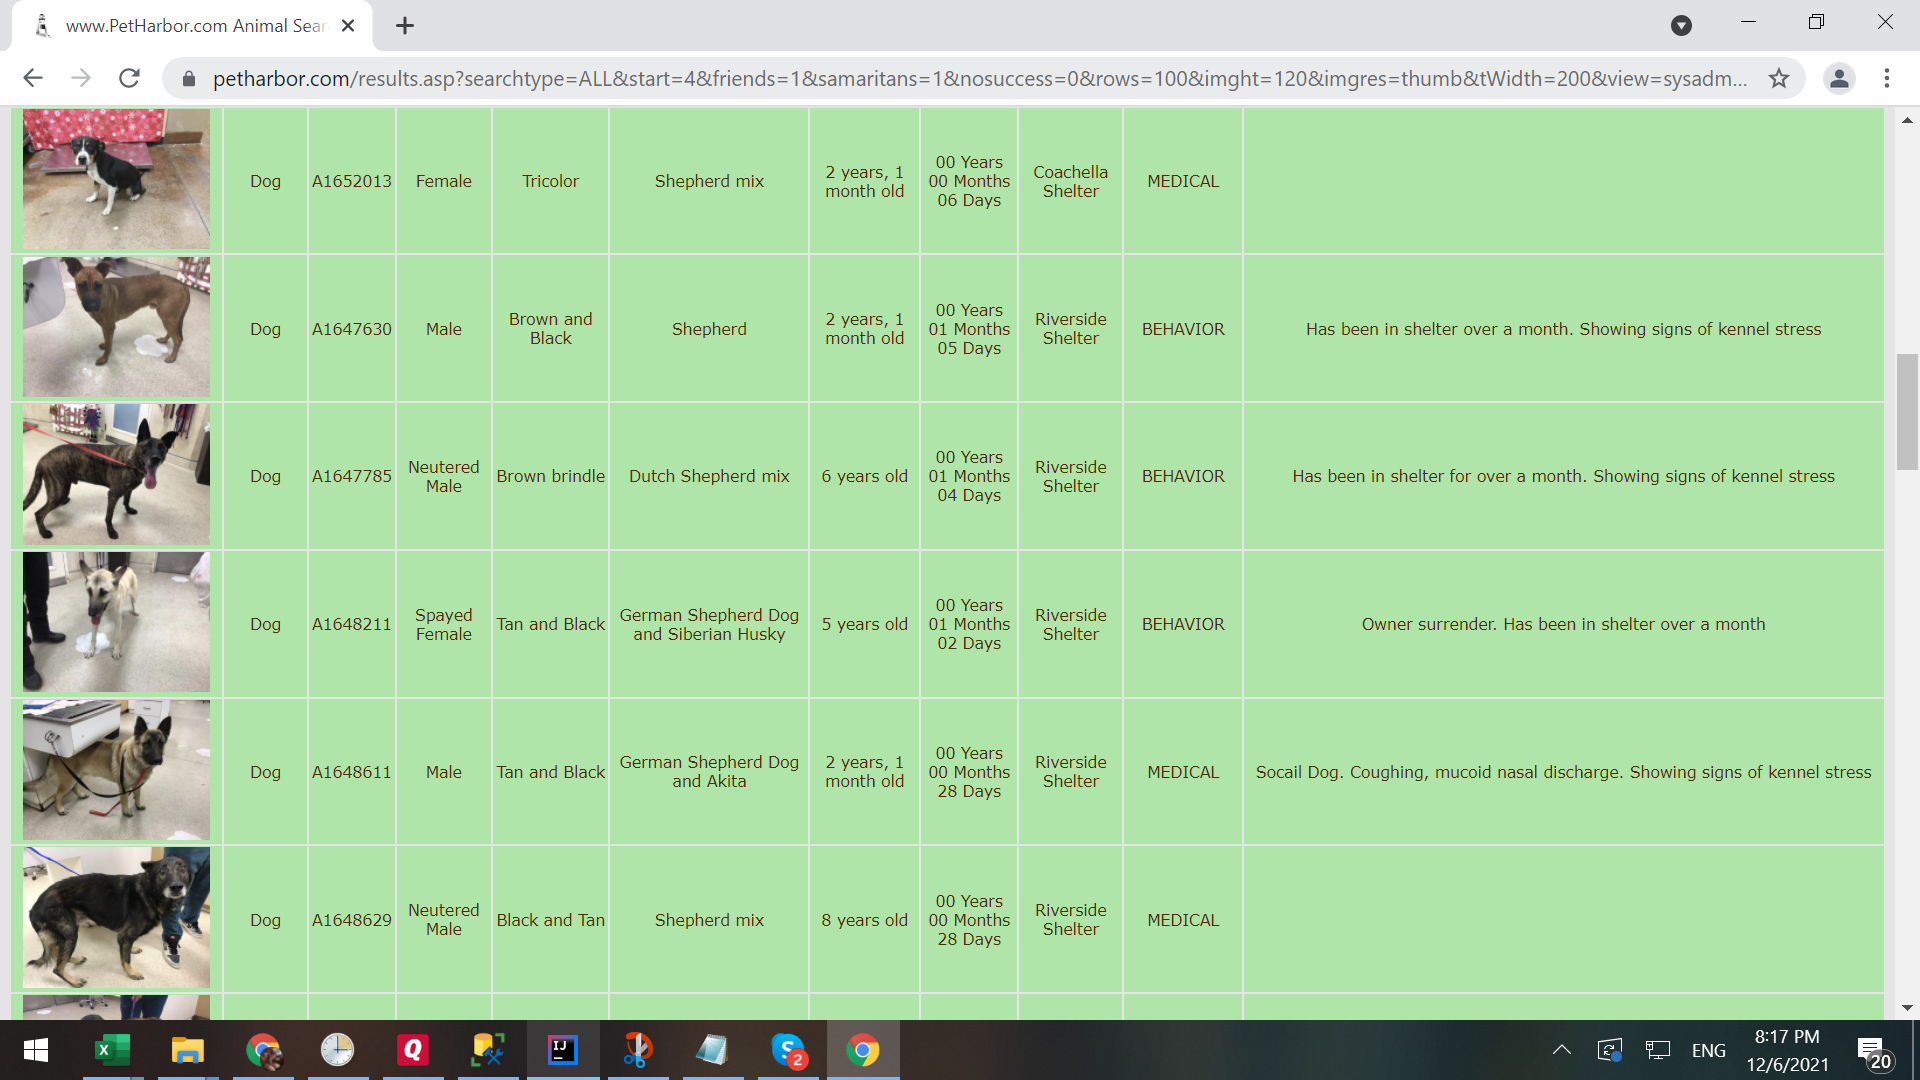 www.PetHarbor.com Animal Sear
petharbor.com/results.asp?searchtype=ALL&start=4&friends=1&samaritans=1&nosuccess=0&rows=100&imght=120&imgres=thumb&tWidth=200&view=sysadm...
Dog
A1652013
Female
Tricolor
Shepherd mix
2 years, 1
month old
00 Years
00 Months
06 Days
Coachella
Shelter
MEDICAL
Dog
A1647630
Male
Brown and
Black
Shepherd
2 years, 1
month old
00 Years
01 Months
05 Days
Riverside
Shelter
BEHAVIOR
Has been in shelter over a month. Showing signs of kennel stress
Dog
A1647785
Neutered
Male
Brown brindle
Dutch Shepherd mix
6 years old
00 Years
01 Months
04 Days
Riverside
Shelter
BEHAVIOR
Has been in shelter for over a month. Showing signs of kennel stress
Dog
A1648211
Spayed
Female
Tan and Black
German Shepherd Dog
and Siberian Husky
5 years old
00 Years
01 Months
02 Days
Riverside
Shelter
BEHAVIOR
Owner surrender. Has been in shelter over a month
Dog
A1648611
Male
Tan and Black
German Shepherd Dog
and Akita
2 years, 1
month old
00 Years
00 Months
28 Days
Riverside
Shelter
MEDICAL
Socail Dog. Coughing, mucoid nasal discharge. Showing signs of kennel stress
Dog
A1648629
Neutered
Male
Black and Tan
Shepherd mix
8 years old
00 Years
00 Months
28 Days
Riverside
Shelter
MEDICAL
X
Q
IJ
S
2
ENG
8:17 PM
12/6/2021
20